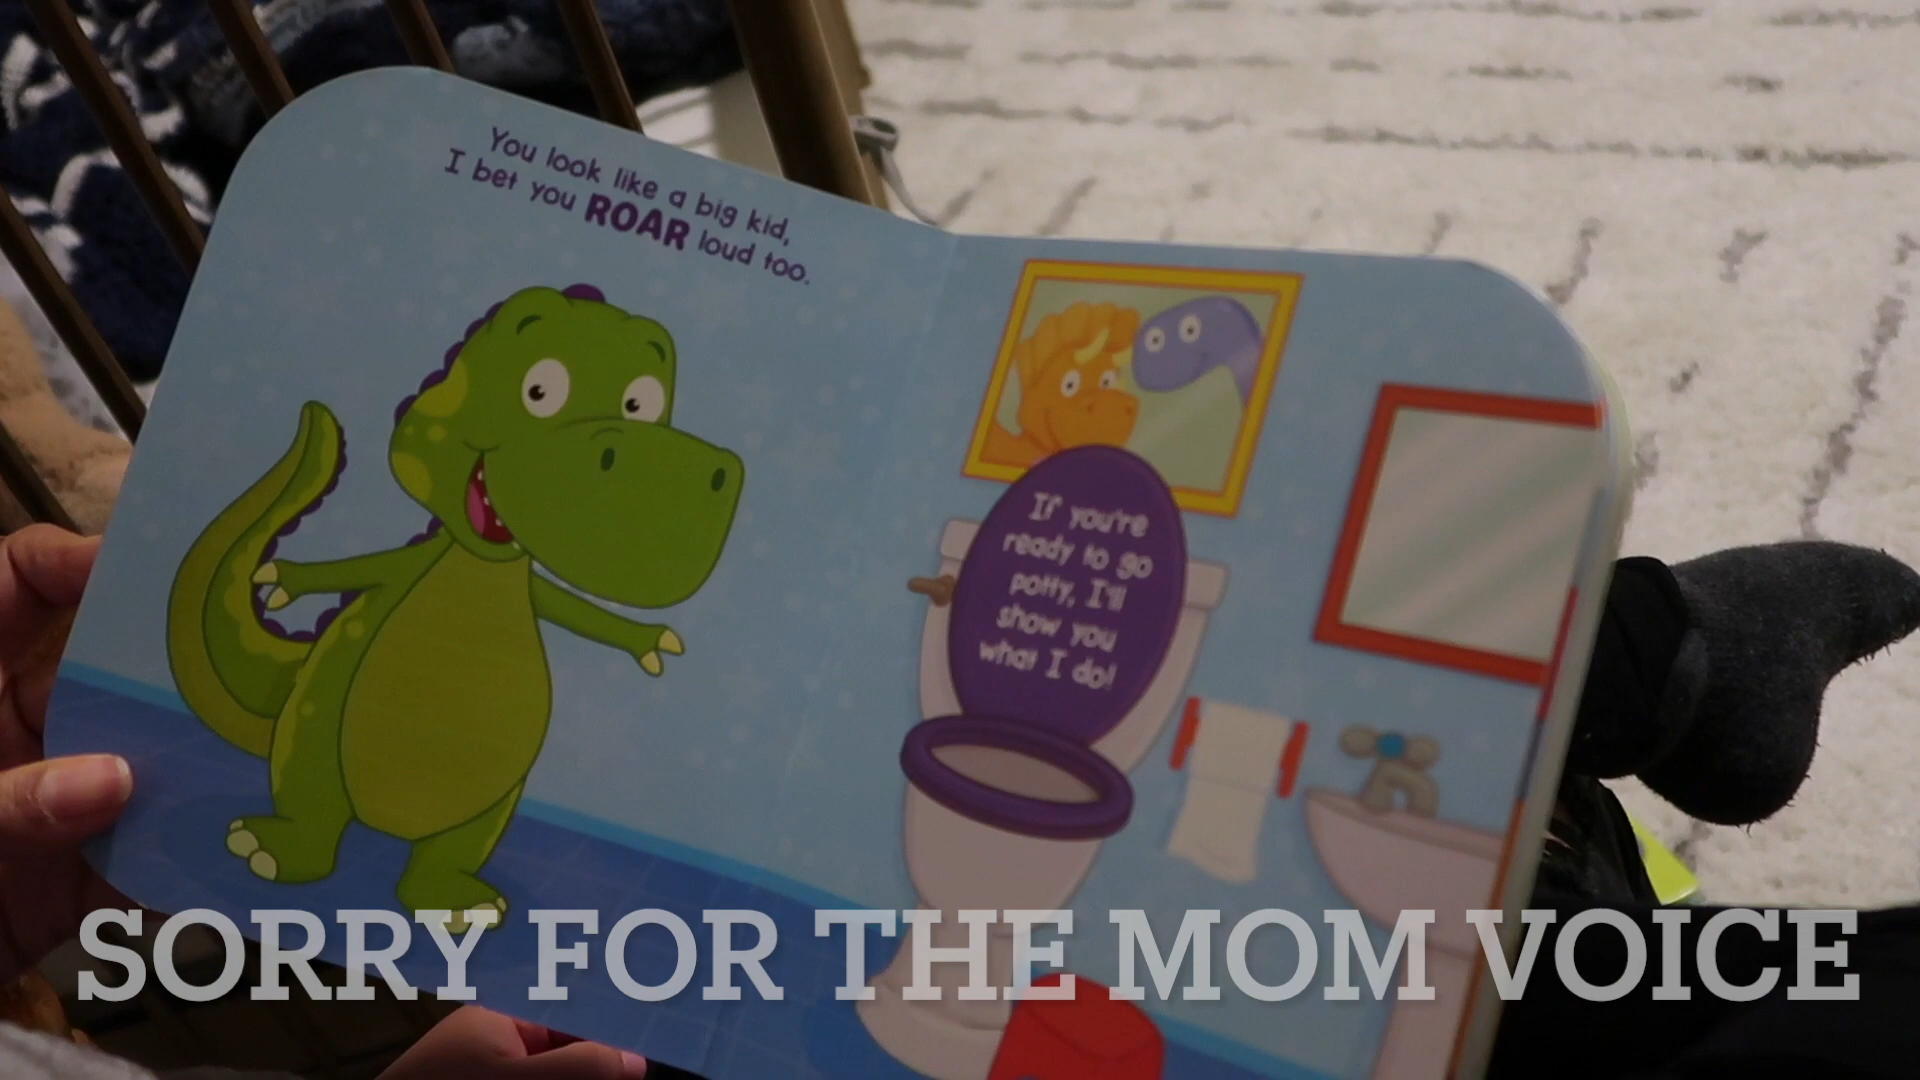 You look like a big kid,
I bet you ROAR loud too.
If you're
ready to go
potty, I'll
show you
what I do!
SORRY FOR THE MOM VOICE